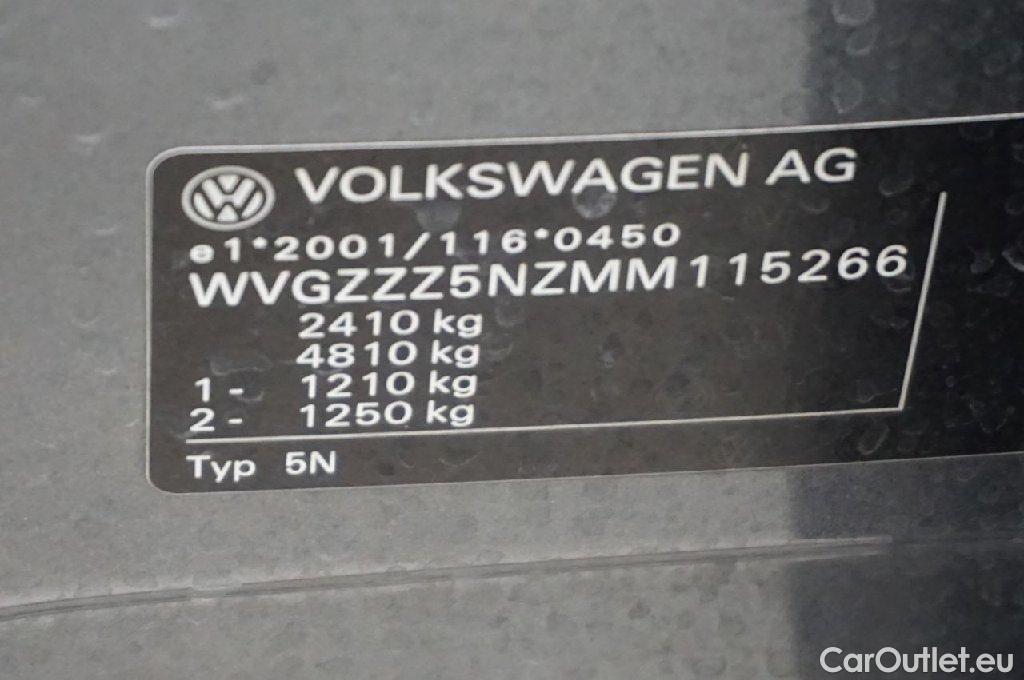 VOLKSWAGEN AG
e1*2001/116*0450
WVGZZZ5NZMM115266
2410 kg
4810 kg
1 - 1210 kg
2 - 1250 kg
Typ 5N
CarOutlet.eu